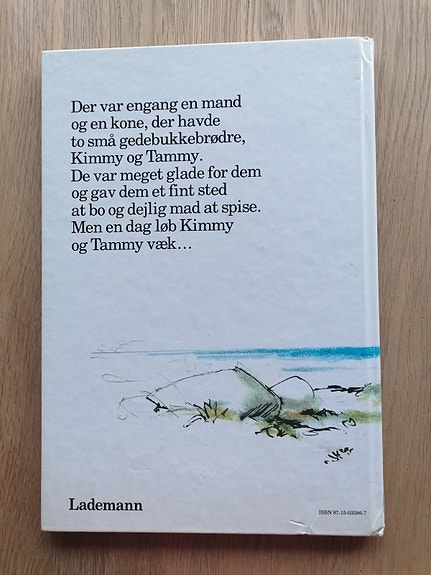 Der var engang en mand
og en kone, der havde
to små gedebukkebrødre,
Kimmy og Tammy.
De var meget glade for dem
og gav dem et fint sted
at bo og dejlig mad at spise.
Men en dag løb Kimmy
og Tammy væk...
Lademann
ISBN 87-15-03586-7